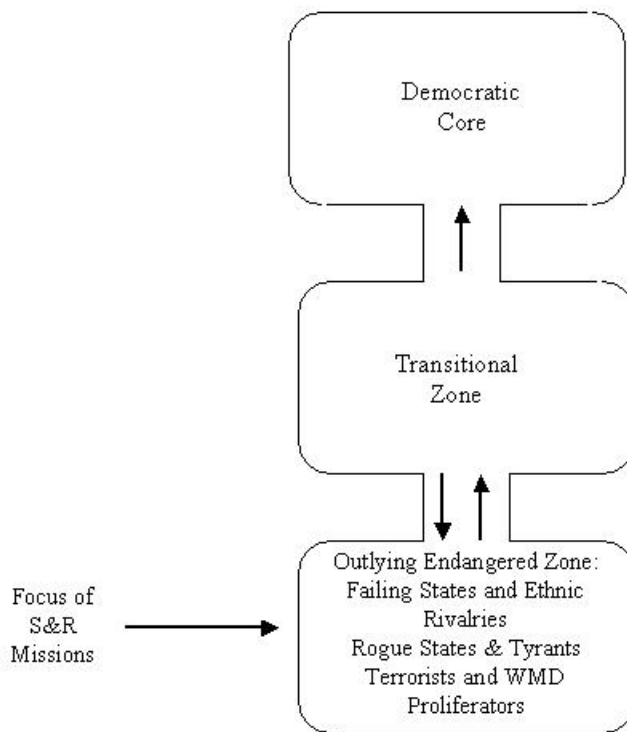 Democratic
Core
Transitional
Zone
Outlying Endangered Zone:
Failing States and Ethnic
Rivalries
Rogue States & Tyrants
Terrorists and WMD
Proliferators
Focus of
S&R
Missions